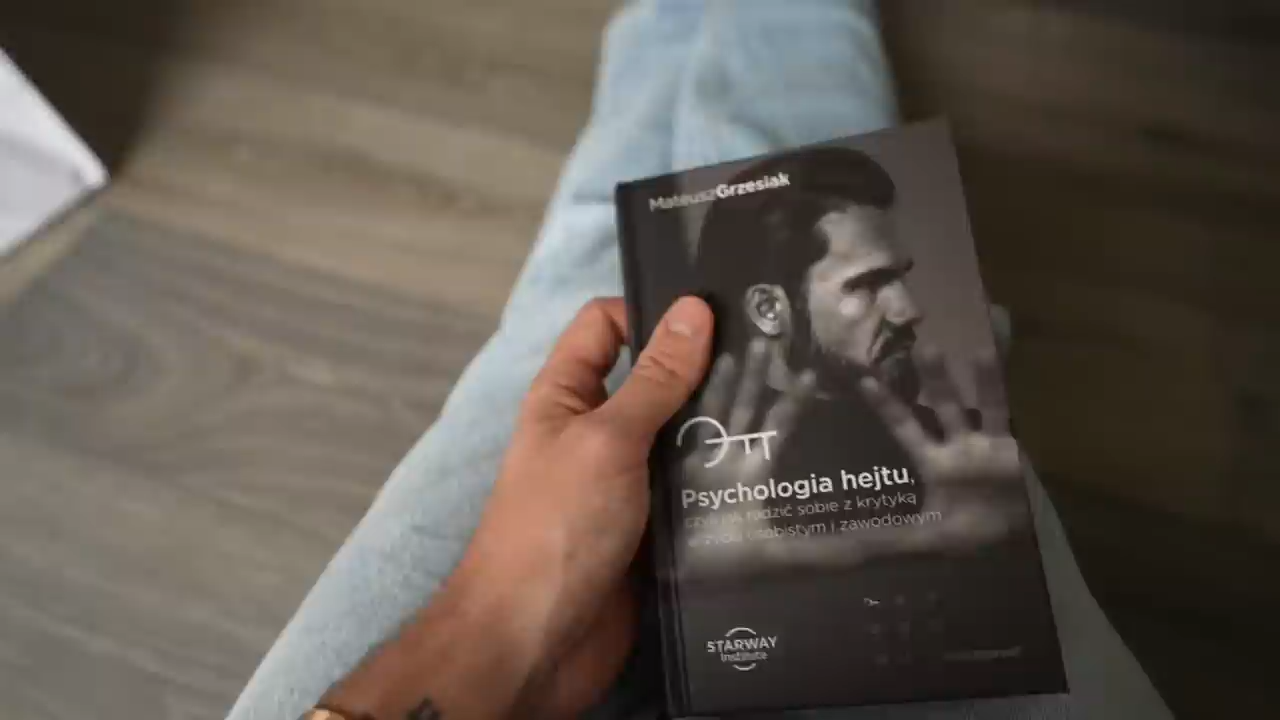 MateuszGrzesiak
Psychologia hejtu,
czyli jak radzić sobie z krytyką
w życiu osobistym i zawodowym
STARWAY
Institute